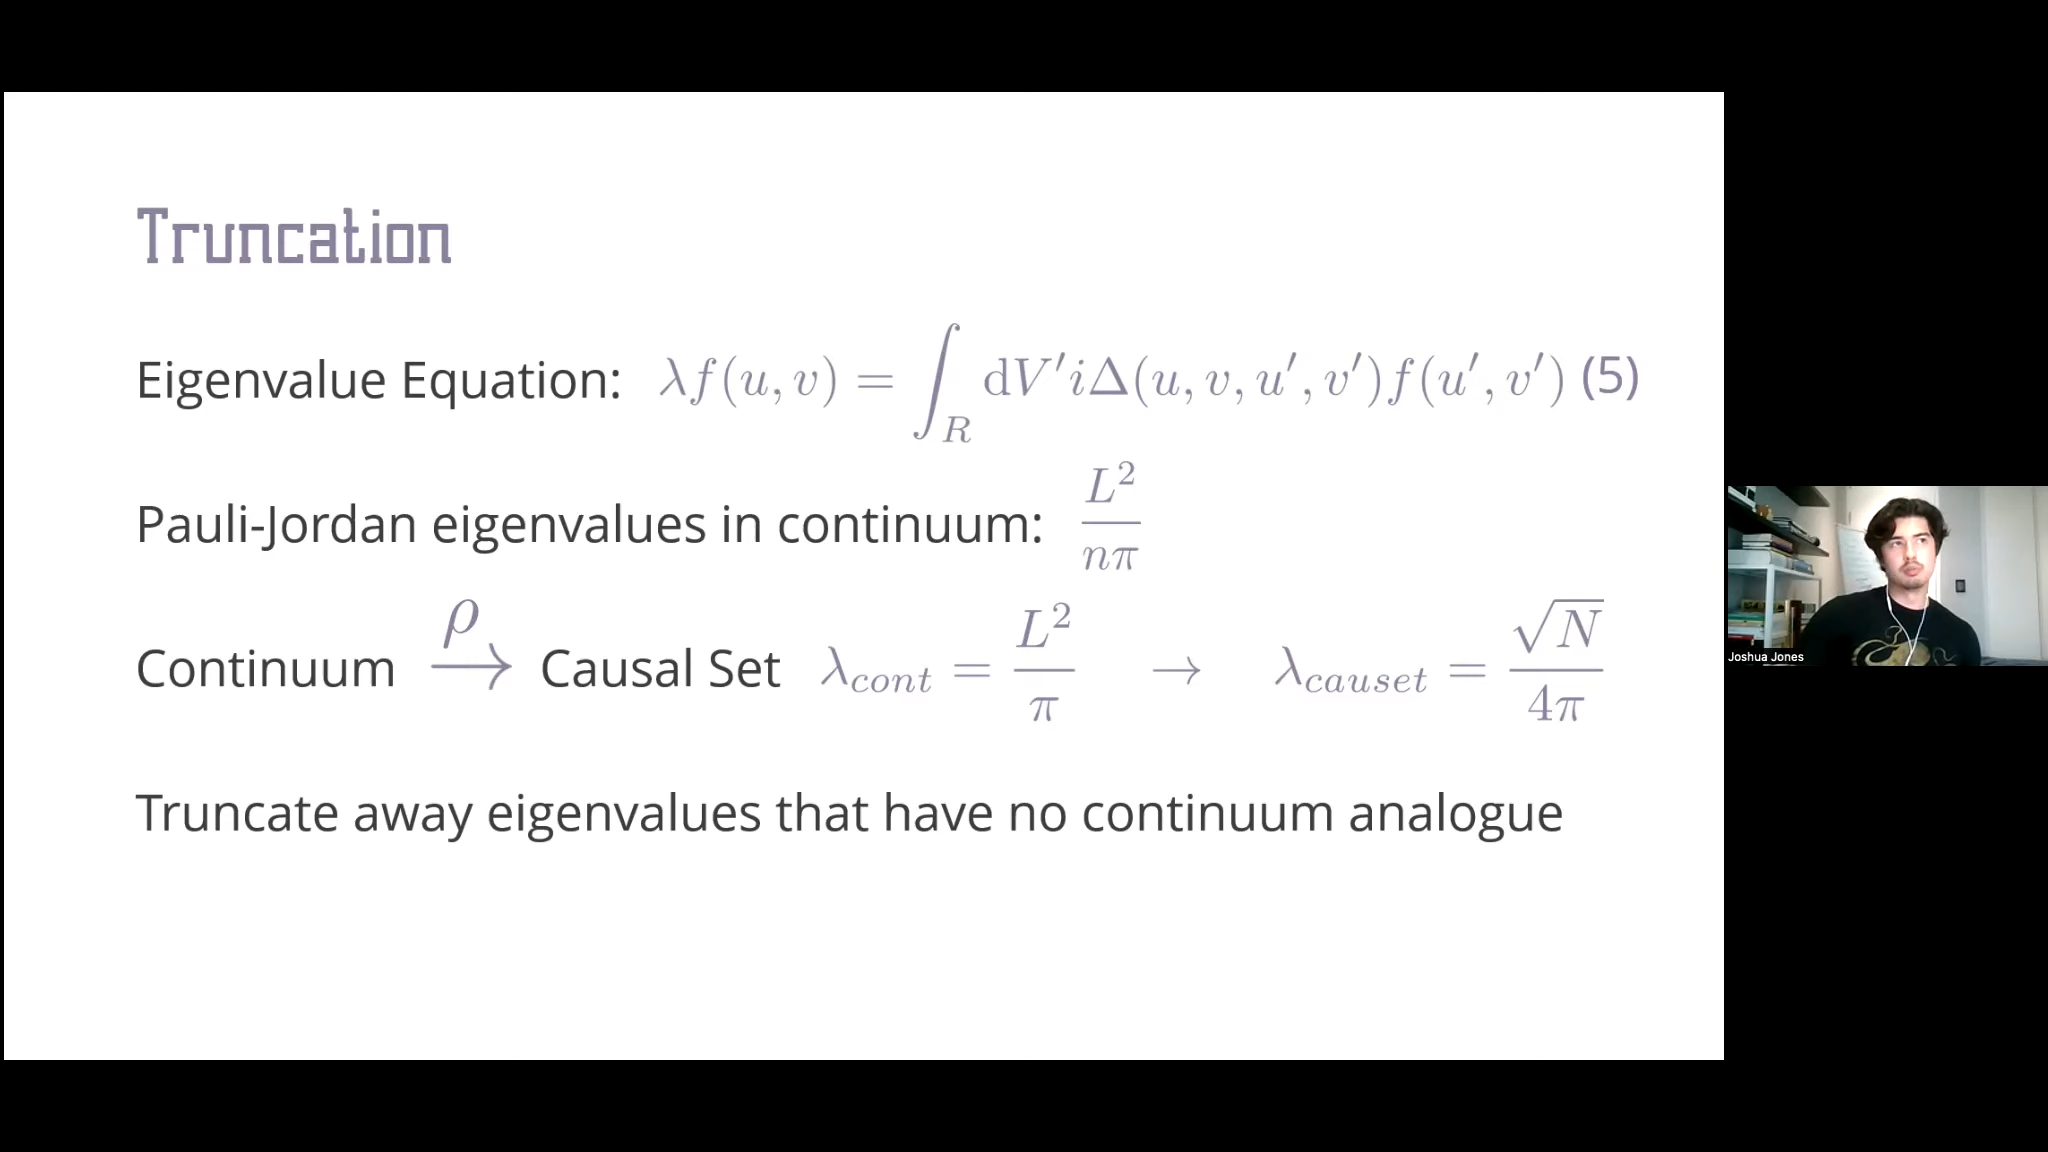 Truncation
Eigenvalue Equation: λf(u, v) = ∫_R dV′iΔ(u, v, u′, v′)f(u′, v′) (5)
Pauli-Jordan eigenvalues in continuum: L²/nπ
Continuum →^ρ Causal Set λ_cont = L²/π → λ_causet = √N/4π
Truncate away eigenvalues that have no continuum analogue
Joshua Jones